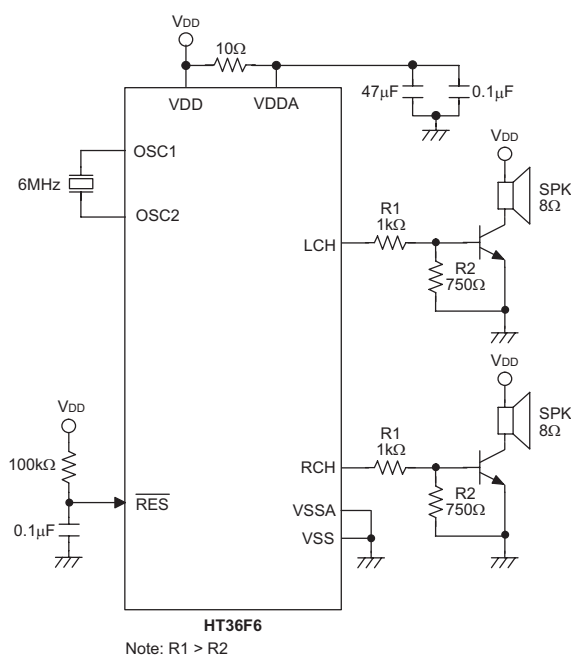 VDD
10Ω
VDD
VDDA
47μF
0.1μF
OSC1
6MHz
OSC2
VDD
SPK
8Ω
R1
1kΩ
LCH
R2
750Ω
VDD
SPK
8Ω
R1
1kΩ
RCH
R2
750Ω
VDD
100kΩ
RES
0.1μF
VSSA
VSS
HT36F6
Note: R1 > R2